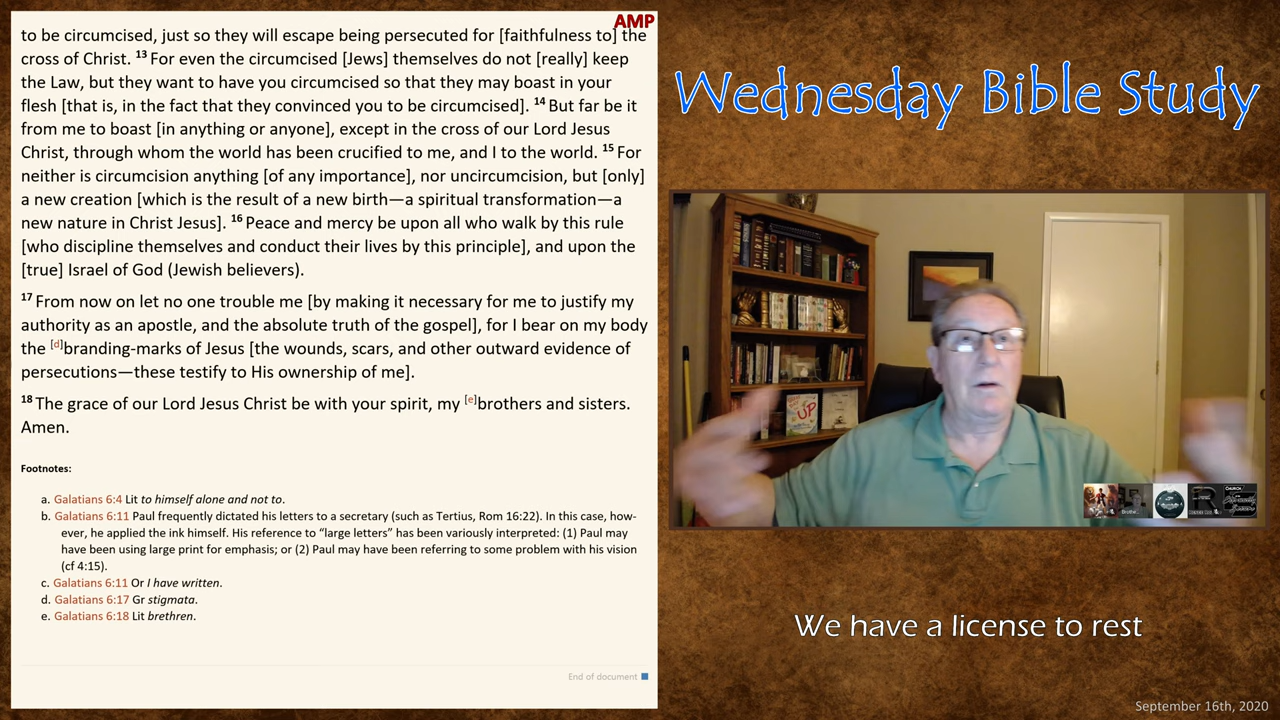 AMP
to be circumcised, just so they will escape being persecuted for [faithfulness to] the
cross of Christ. 13 For even the circumcised [Jews] themselves do not [really] keep
the Law, but they want to have you circumcised so that they may boast in your
flesh [that is, in the fact that they convinced you to be circumcised]. 14 But far be it
from me to boast [in anything or anyone], except in the cross of our Lord Jesus
Christ, through whom the world has been crucified to me, and I to the world. 15 For
neither is circumcision anything [of any importance], nor uncircumcision, but [only]
a new creation [which is the result of a new birth—a spiritual transformation—a
new nature in Christ Jesus]. 16 Peace and mercy be upon all who walk by this rule
[who discipline themselves and conduct their lives by this principle], and upon the
[true] Israel of God (Jewish believers).
17 From now on let no one trouble me [by making it necessary for me to justify my
authority as an apostle, and the absolute truth of the gospel], for I bear on my body
the [d]branding-marks of Jesus [the wounds, scars, and other outward evidence of
persecutions—these testify to His ownership of me].
18 The grace of our Lord Jesus Christ be with your spirit, my [e]brothers and sisters.
Amen.
Footnotes:
a. Galatians 6:4 Lit to himself alone and not to.
b. Galatians 6:11 Paul frequently dictated his letters to a secretary (such as Tertius, Rom 16:22). In this case, how-
ever, he applied the ink himself. His reference to “large letters” has been variously interpreted: (1) Paul may
have been using large print for emphasis; or (2) Paul may have been referring to some problem with his vision
(cf 4:15).
c. Galatians 6:11 Or I have written.
d. Galatians 6:17 Gr stigmata.
e. Galatians 6:18 Lit brethren.
End of document
Wednesday Bible Study
UP
Brothe...
We have a license to rest
September 16th, 2020